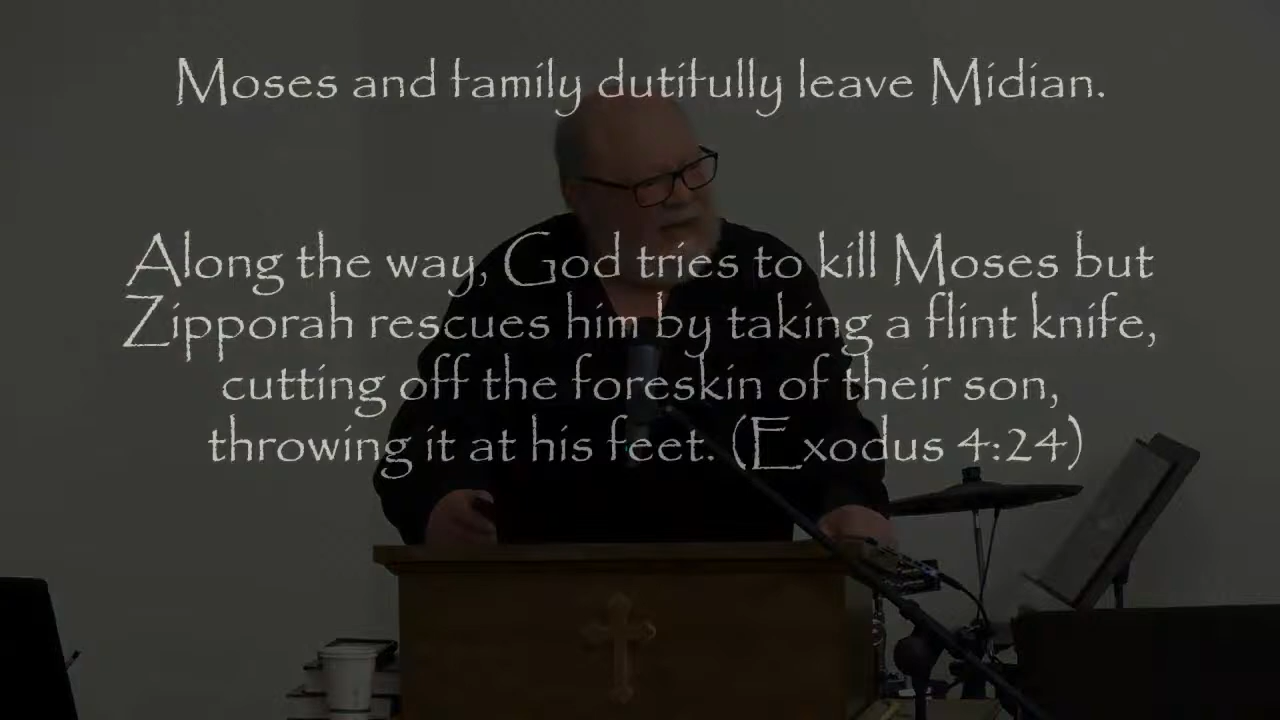 Moses and family dutifully leave Midian.
Along the way, God tries to kill Moses but
Zipporah rescues him by taking a flint knife,
cutting off the foreskin of their son,
throwing it at his feet. (Exodus 4:24)